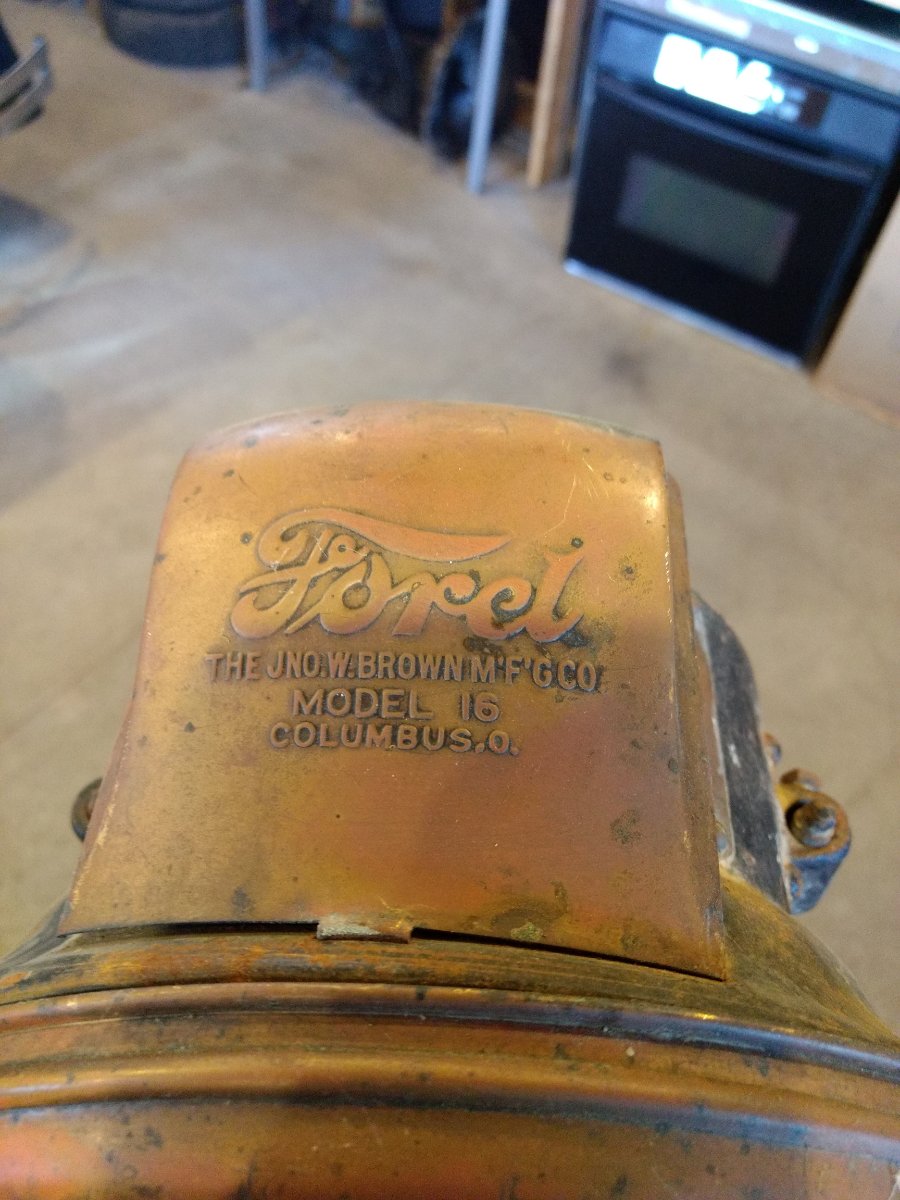 Ford
THE JNO.W.BROWN M'F'G CO
MODEL 16
COLUMBUS,O.